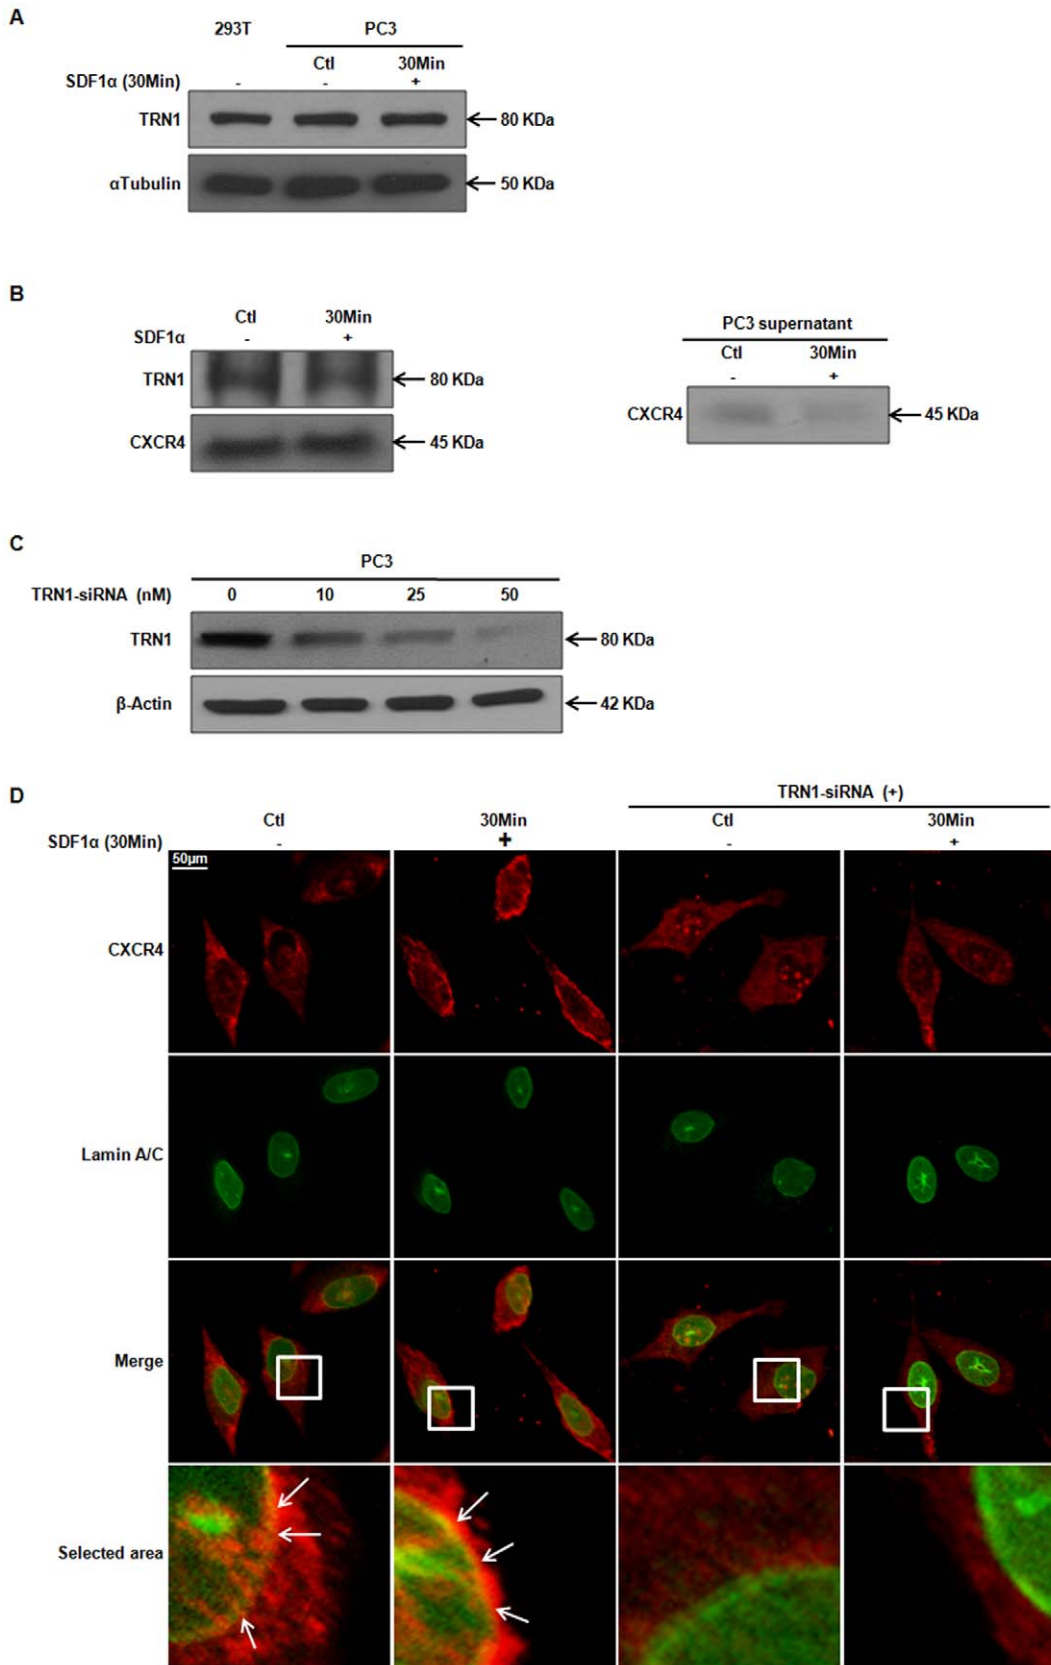 A
293T PC3
Ctl 30Min
SDF1α (30Min) - - +
TRN1 80 KDa
αTubulin 50 KDa
B
Ctl 30Min
SDF1α - +
TRN1 80 KDa
CXCR4 45 KDa
PC3 supernatant
Ctl 30Min
- +
CXCR4 45 KDa
C
PC3
TRN1-siRNA (nM) 0 10 25 50
TRN1 80 KDa
β-Actin 42 KDa
D
TRN1-siRNA (+)
Ctl 30Min Ctl 30Min
SDF1α (30Min) - + - +
50μm
CXCR4
Lamin A/C
Merge
Selected area